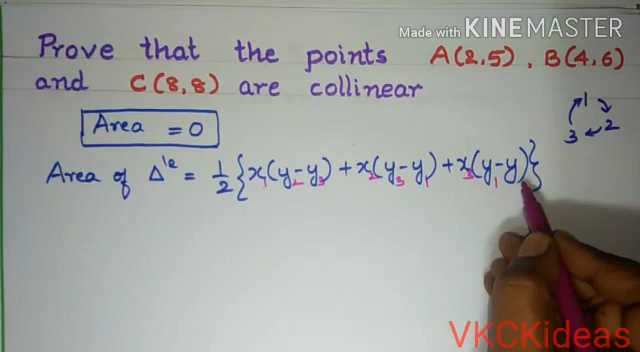 Made with KINEMASTER
Prove that the points A(2,5), B(4,6)
and C(8,8) are collinear
Area = 0
1
3 2
Area of Δ'le = 1/2 {x₁(y₂-y₃) + x₂(y₃-y₁) + x₃(y₁-y)}
VKCKideas